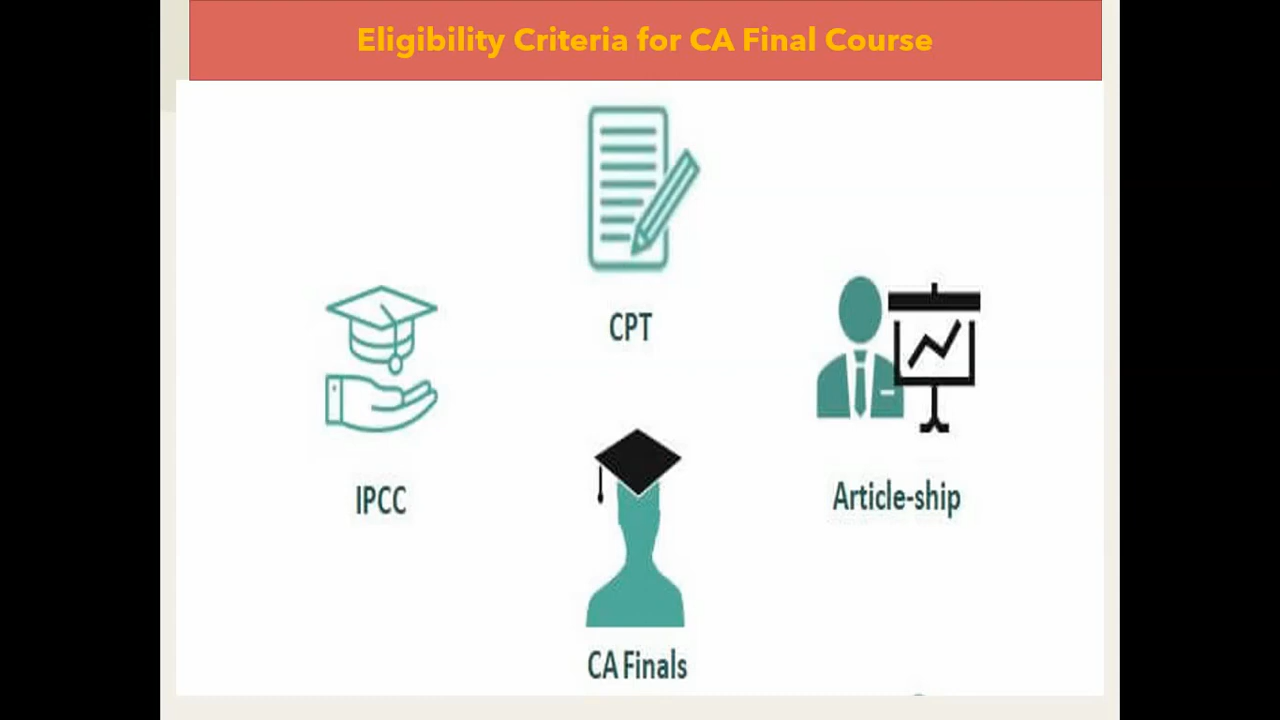 Eligibility Criteria for CA Final Course
CPT
IPCC
Article-ship
CA Finals